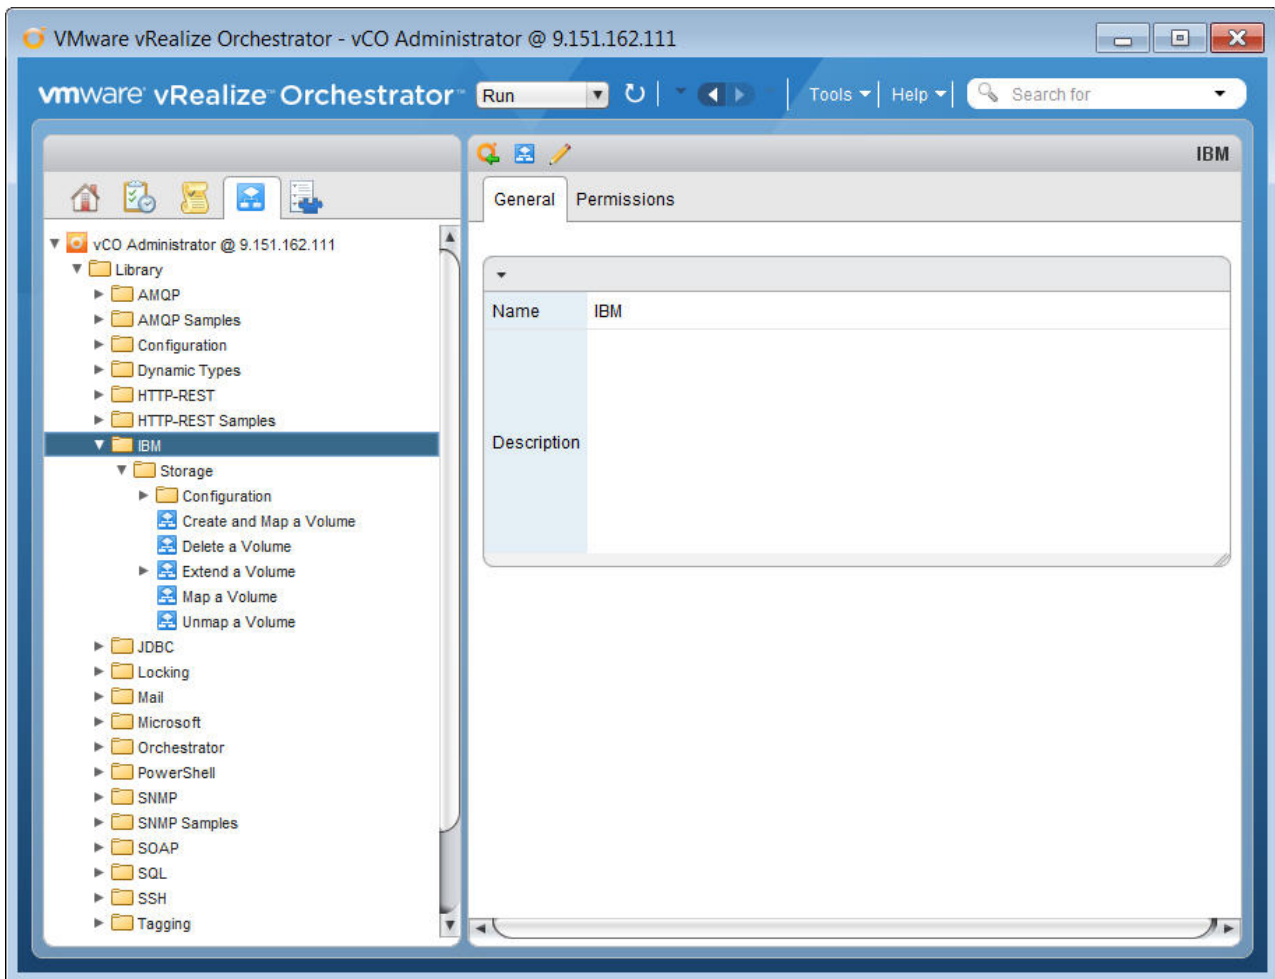 VMware vRealize Orchestrator - vCO Administrator @ 9.151.162.111
vmware vRealize™ Orchestrator™ Run Tools Help Search for
IBM
General Permissions
vCO Administrator @ 9.151.162.111
Library
AMQP
AMQP Samples
Configuration
Dynamic Types
HTTP-REST
HTTP-REST Samples
IBM
Storage
Configuration
Create and Map a Volume
Delete a Volume
Extend a Volume
Map a Volume
Unmap a Volume
JDBC
Locking
Mail
Microsoft
Orchestrator
PowerShell
SNMP
SNMP Samples
SOAP
SQL
SSH
Tagging
Name IBM
Description